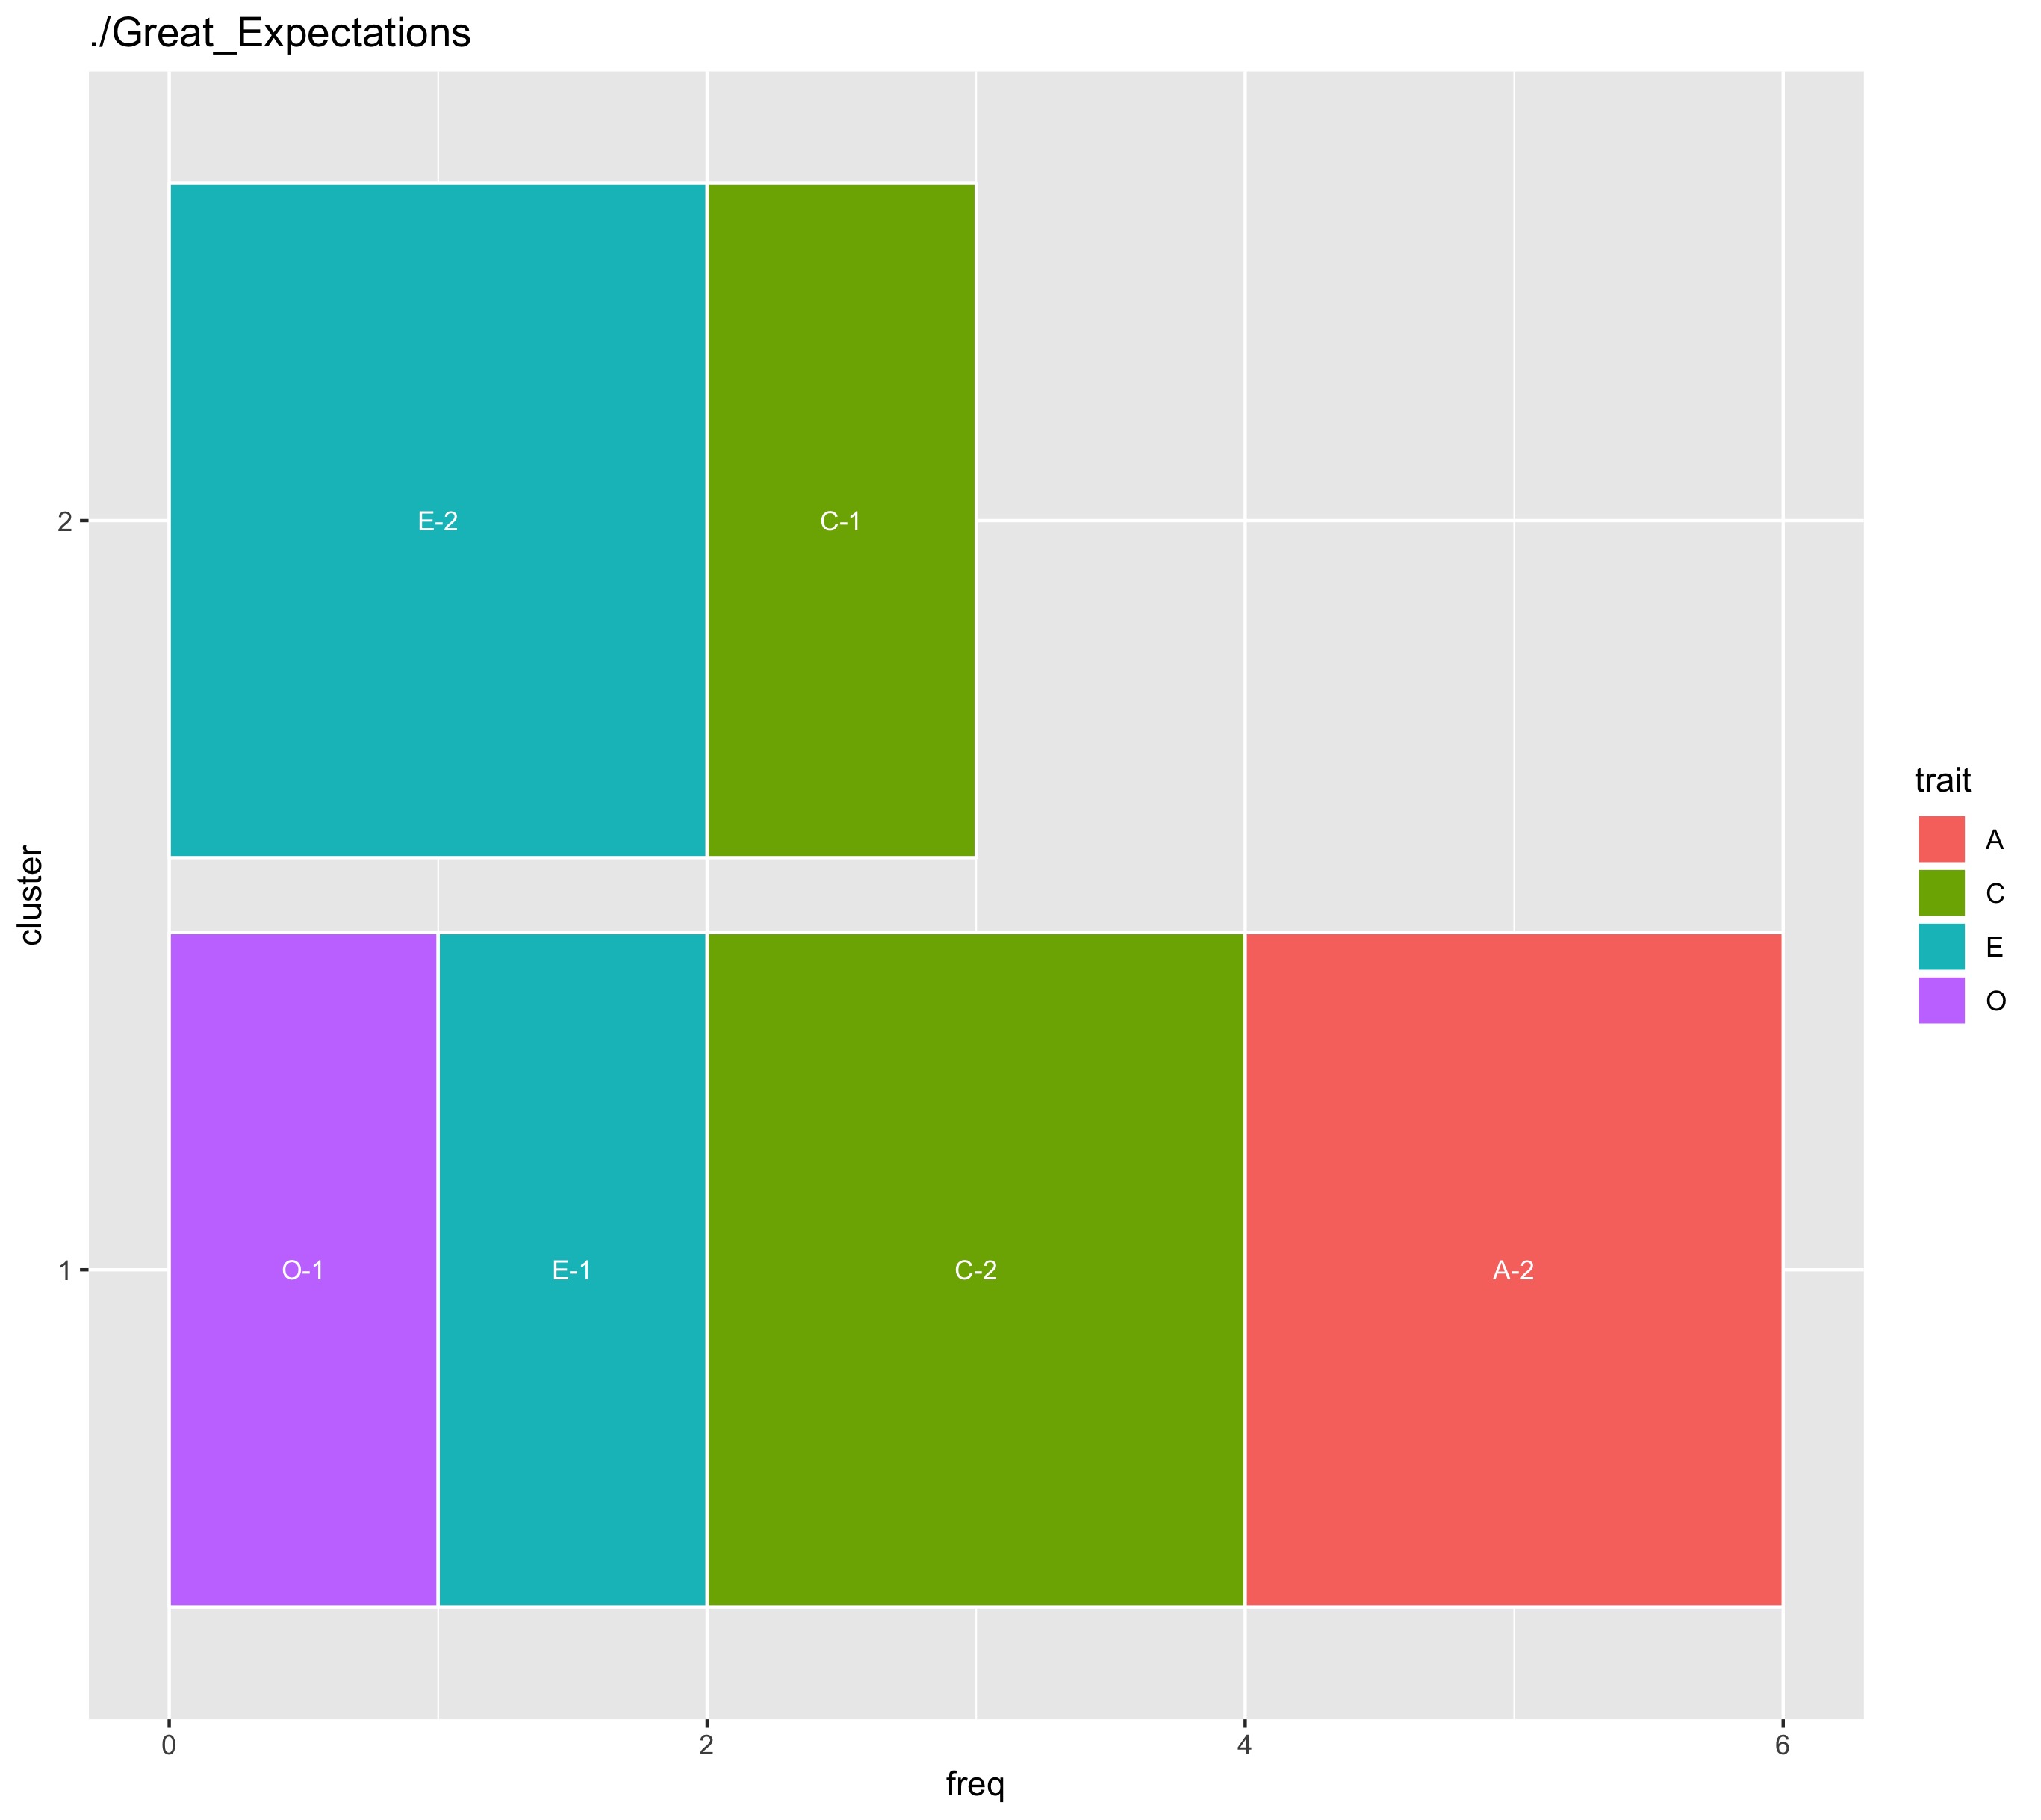 ./Great_Expectations
cluster
2
E-2
C-1
1
O-1
E-1
C-2
A-2
0
2
4
6
freq
trait
A
C
E
O